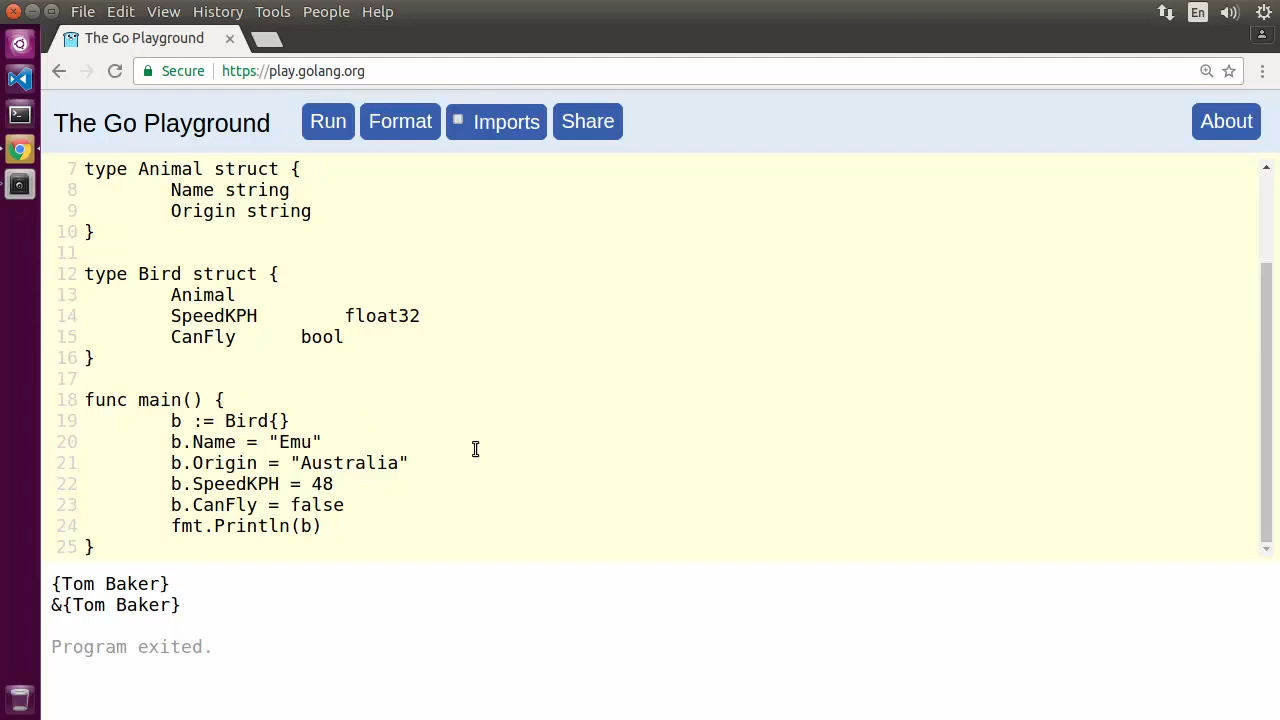 File Edit View History Tools People Help
En
The Go Playground
Secure https://play.golang.org
The Go Playground Run Format Imports Share About
7 type Animal struct {
8 Name string
9 Origin string
10 }
11
12 type Bird struct {
13 Animal
14 SpeedKPH float32
15 CanFly bool
16 }
17
18 func main() {
19 b := Bird{}
20 b.Name = "Emu"
21 b.Origin = "Australia"
22 b.SpeedKPH = 48
23 b.CanFly = false
24 fmt.Println(b)
25 }
{Tom Baker}
&{Tom Baker}
Program exited.